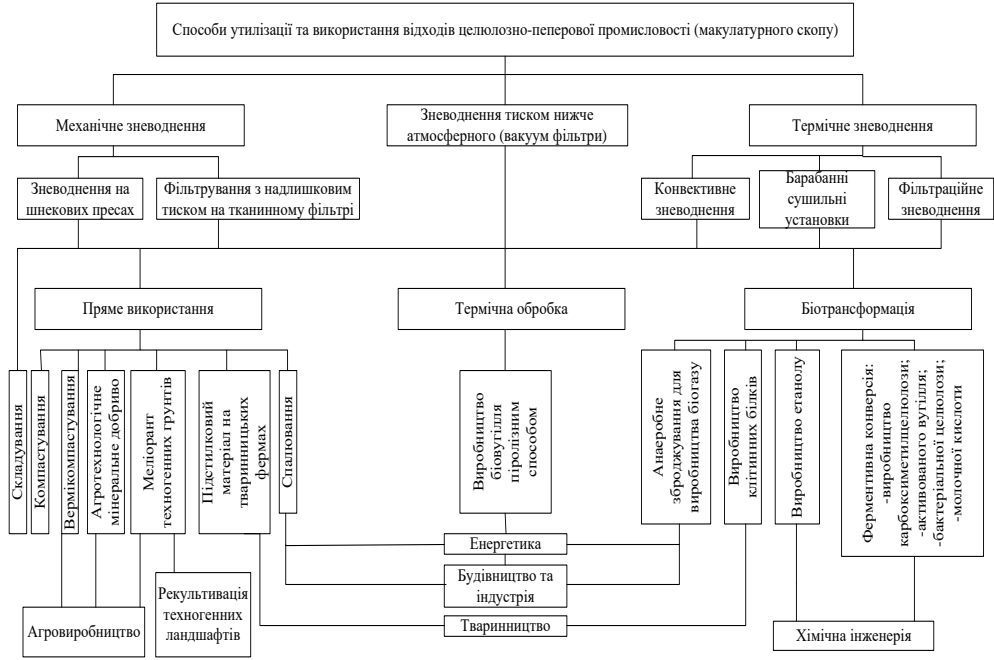 Способи утилізації та використання відходів целюлозно-пеперової промисловості (макулатурного скопу)
Механічне зневоднення
Зневоднення тиском нижче
атмосферного (вакуум фільтри)
Термічне зневоднення
Зневоднення на
шнекових пресах
Фільтрування з надлишковим
тиском на тканинному фільтрі
Конвективне
зневоднення
Барабанні
сушильні
установки
Фільтраційне
зневоднення
Пряме використання
Термічна обробка
Біотрансформація
Складування
Компастування
Вермікомпастування
Агротехнологічне
мінеральне добриво
Меліорант
техногенних грунтів
Підстилковий
матеріал на
тваринницьких
фермах
Спалювання
Виробництво
біовугілля
піролізним
способом
Анаеробне
зброджування для
виробництва біогазу
Виробництво
клітинних білків
Виробництво етанолу
Ферментивна конверсія:
-виробництво
карбоксиметилцелюлози;
-активованого вугілля;
-бактеріальної целюлози;
-молочної кислоти
Енергетика
Будівництво та
індустрія
Тваринництво
Агровиробництво
Рекультивація
техногенних
ландшафтів
Хімічна інженерія